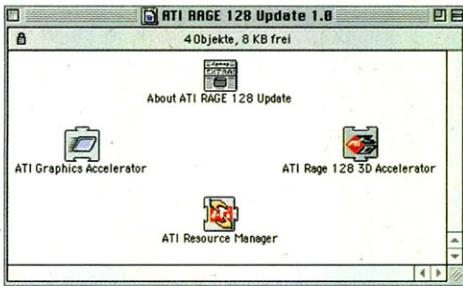 ATI RAGE 128 Update 1.0
4 Objekte, 8 KB frei
About ATI RAGE 128 Update
ATI Graphics Accelerator
ATI Rage 128 3D Accelerator
ATI Resource Manager